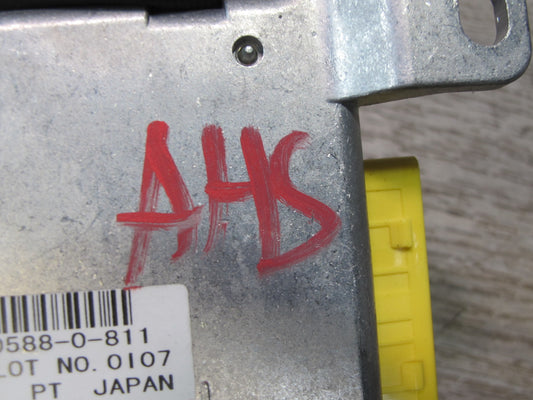 AHS
0588-0-811
LOT NO. 0107
PT JAPAN